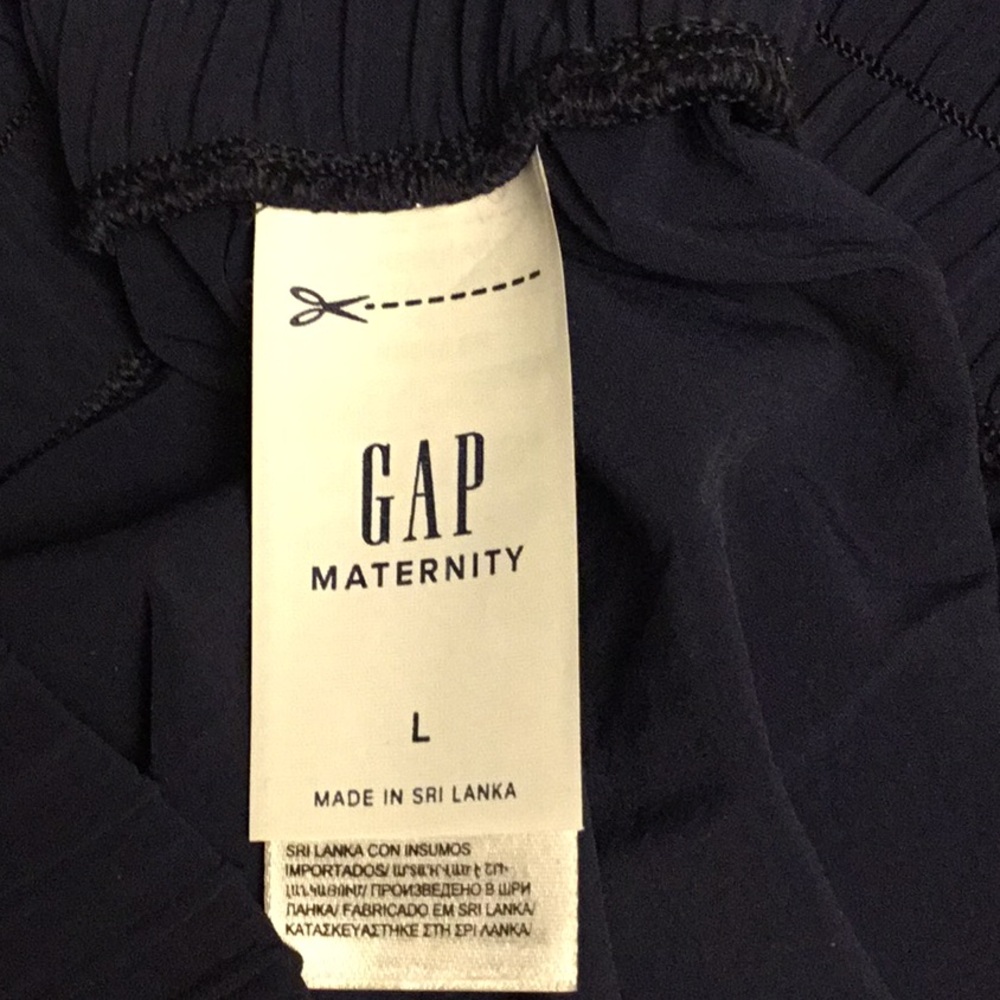 GAP
MATERNITY
L
MADE IN SRI LANKA
SRI LANKA CON INSUMOS
IMPORTADOS/
ПРОИЗВЕДЕНО В ШРИ
ЛАНКА/ FABRICADO EM SRI LANKA/
ΚΑΤΑΣΚΕΥΑΣΤΗΚΕ ΣΤΗ ΣΡΙ ΛΑΝΚΑ/